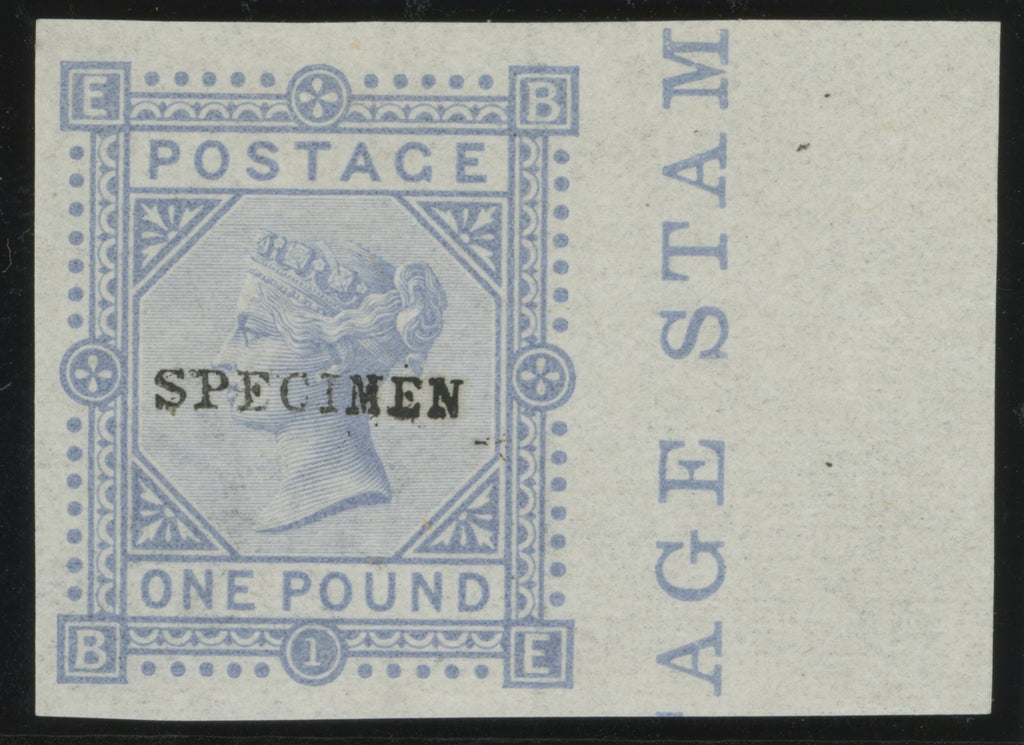 E B
POSTAGE
SPECIMEN
ONE POUND
B 1 E
AGE STAM